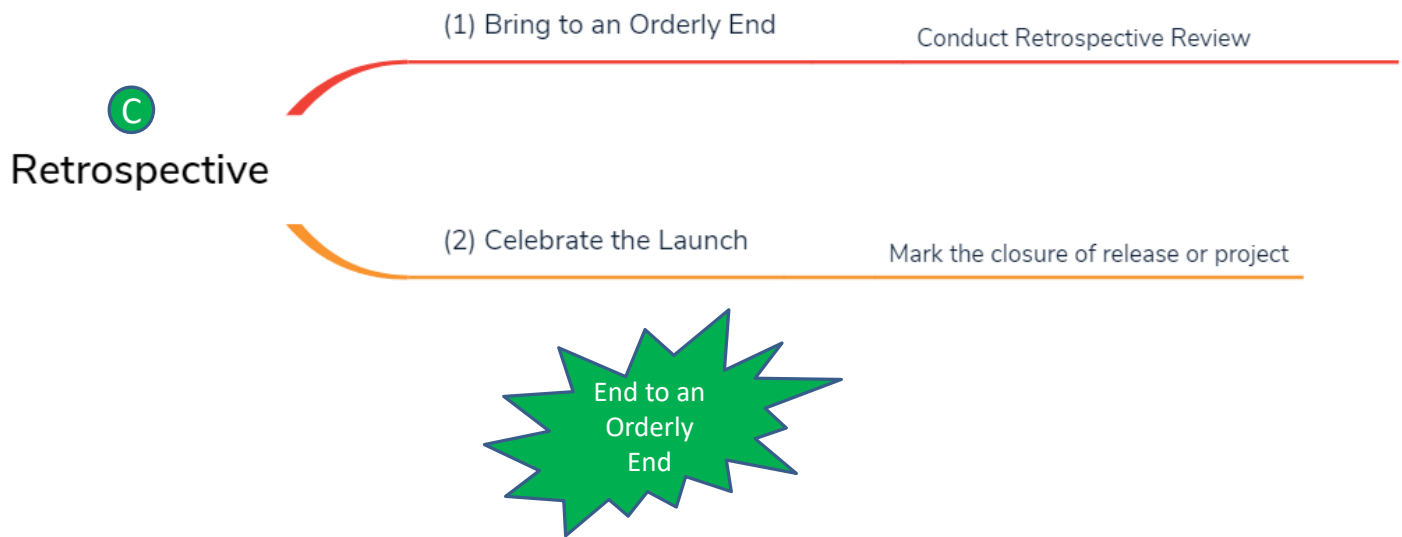 (1) Bring to an Orderly End
Conduct Retrospective Review
C
Retrospective
(2) Celebrate the Launch
Mark the closure of release or project
End to an
Orderly
End